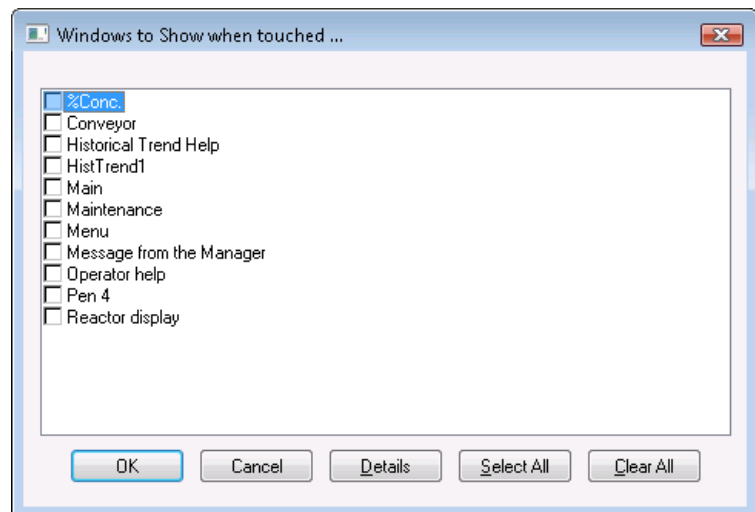 Windows to Show when touched ...
%Conc.
Conveyor
Historical Trend Help
HistTrend1
Main
Maintenance
Menu
Message from the Manager
Operator help
Pen 4
Reactor display
OK Cancel Details Select All Clear All